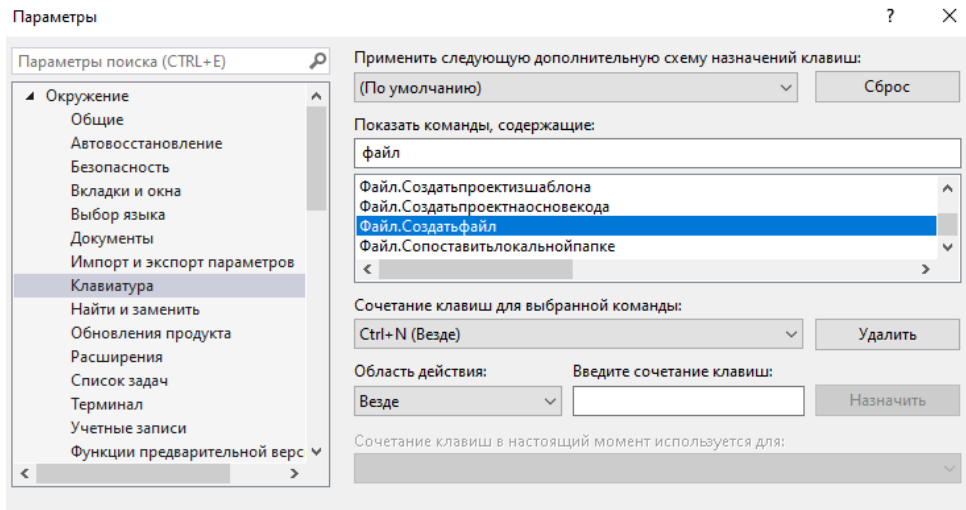 Параметры
Параметры поиска (CTRL+E)
Окружение
Общие
Автовосстановление
Безопасность
Вкладки и окна
Выбор языка
Документы
Импорт и экспорт параметров
Клавиатура
Найти и заменить
Обновления продукта
Расширения
Список задач
Терминал
Учетные записи
Функции предварительной верс
Применить следующую дополнительную схему назначений клавиш:
(По умолчанию)
Сброс
Показать команды, содержащие:
файл
Файл.Создатьпроектизшаблона
Файл.Создатьпроектнаосновекода
Файл.Создатьфайл
Файл.Сопоставитьлокальнойпапке
Сочетание клавиш для выбранной команды:
Ctrl+N (Везде)
Удалить
Область действия:
Введите сочетание клавиш:
Везде
Назначить
Сочетание клавиш в настоящий момент используется для: